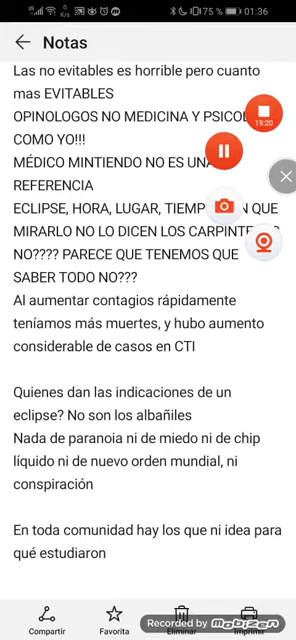 0
K/s
75 %
01:36
Notas
Las no evitables es horrible pero cuanto
mas EVITABLES
OPINOLOGOS NO MEDICINA Y
COMO YO!!!
19:20
MÉDICO MINTIENDO NO ES
REFERENCIA
ECLIPSE, HORA, LUGAR, QUE
MIRARLO NO LO DICEN LOS
NO???? PARECE QUE TENEMOS QUE
SABER TODO NO???
Al aumentar contagios rápidamente
teníamos más muertes, y hubo aumento
considerable de casos en CTI
Quienes dan las indicaciones de un
eclipse? No son los albañiles
Nada de paranoia ni de miedo ni de chip
líquido ni de nuevo orden mundial, ni
conspiración
En toda comunidad hay los que ni idea para
qué estudiaron
Compartir
Favorita
Eliminar
Imprimir
Recorded by Mobizen